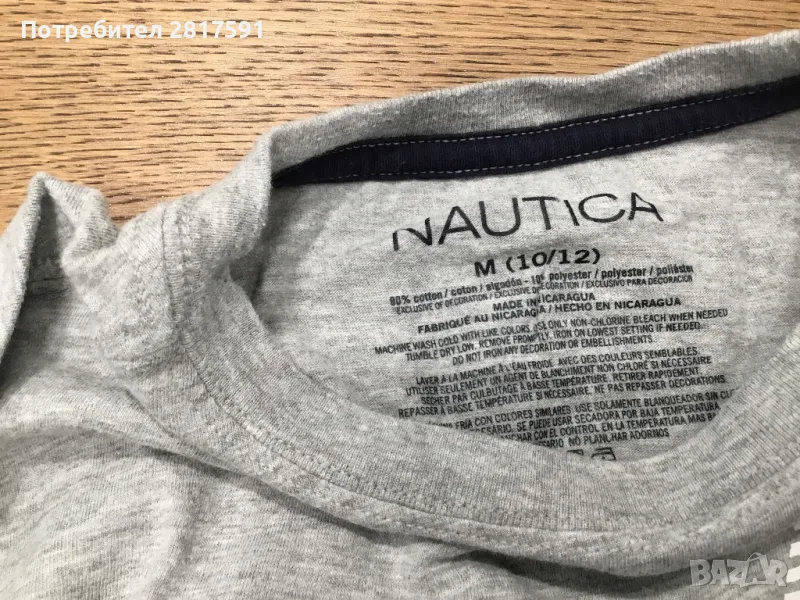 Потребител 2817591
NAUTICA
M (10/12)
90% cotton / coton / algodón - 10% polyester / polyester / poliéster
EXCLUSIVE OF DECORATION / EXCLUSIVE OF DECORATION / EXCLUSIVO PARA DECORACIÓN
MADE IN NICARAGUA
FABRIQUÉ AU NICARAGUA / HECHO EN NICARAGUA
MACHINE WASH COLD WITH LIKE COLORS. USE ONLY NON-CHLORINE BLEACH WHEN NEEDED
TUMBLE DRY LOW. REMOVE PROMPTLY. IRON ON LOWEST SETTING IF NEEDED
DO NOT IRON ANY DECORATION OR EMBELLISHMENTS.
LAVER A LA MACHINE À L'EAU FROIDE AVEC DES COULEURS SEMBLABLES.
UTILISER SEULEMENT UN AGENT DE BLANCHIMENT NON CHLORÉ SI NÉCESSAIRE
SÉCHER PAR CULBUTAGE À BASSE TEMPÉRATURE. RETIRER RAPIDEMENT
REPASSER À BASSE TEMPÉRATURE SI NÉCESSAIRE. NE PAS REPASSER DECORATIONS.
FRIA CON COLORES SIMILARES USE SOLAMENTE BLANQUEADOR SIN
SE PUEDE USAR SECADORA POR BAJA TEMPERATURA
CON EL CONTROL EN LA TEMPERATURA MAS
NO PLANCHAR ADORNOS
BAZAR